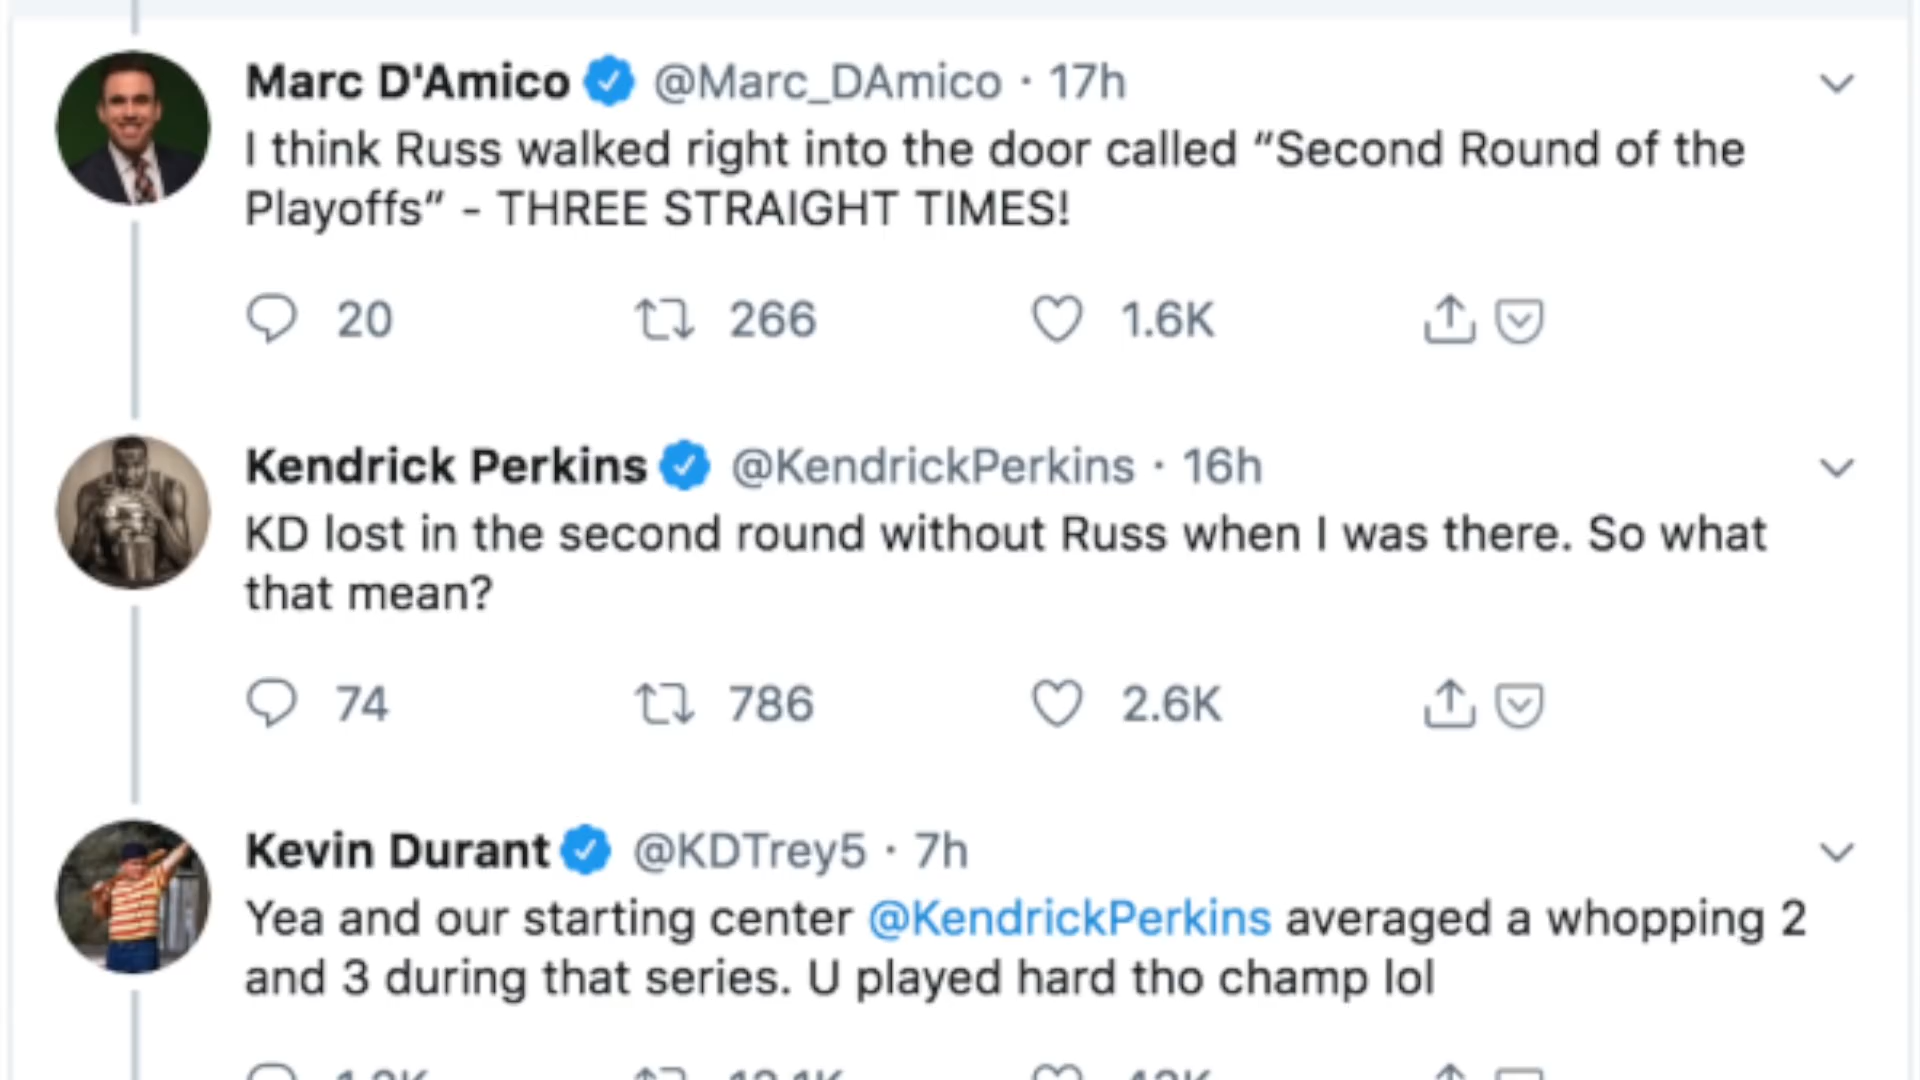 Marc D'Amico @Marc_DAmico · 17h
I think Russ walked right into the door called “Second Round of the
Playoffs” - THREE STRAIGHT TIMES!
20 266 1.6K
Kendrick Perkins @KendrickPerkins · 16h
KD lost in the second round without Russ when I was there. So what
that mean?
74 786 2.6K
Kevin Durant @KDTrey5 · 7h
Yea and our starting center @KendrickPerkins averaged a whopping 2
and 3 during that series. U played hard tho champ lol